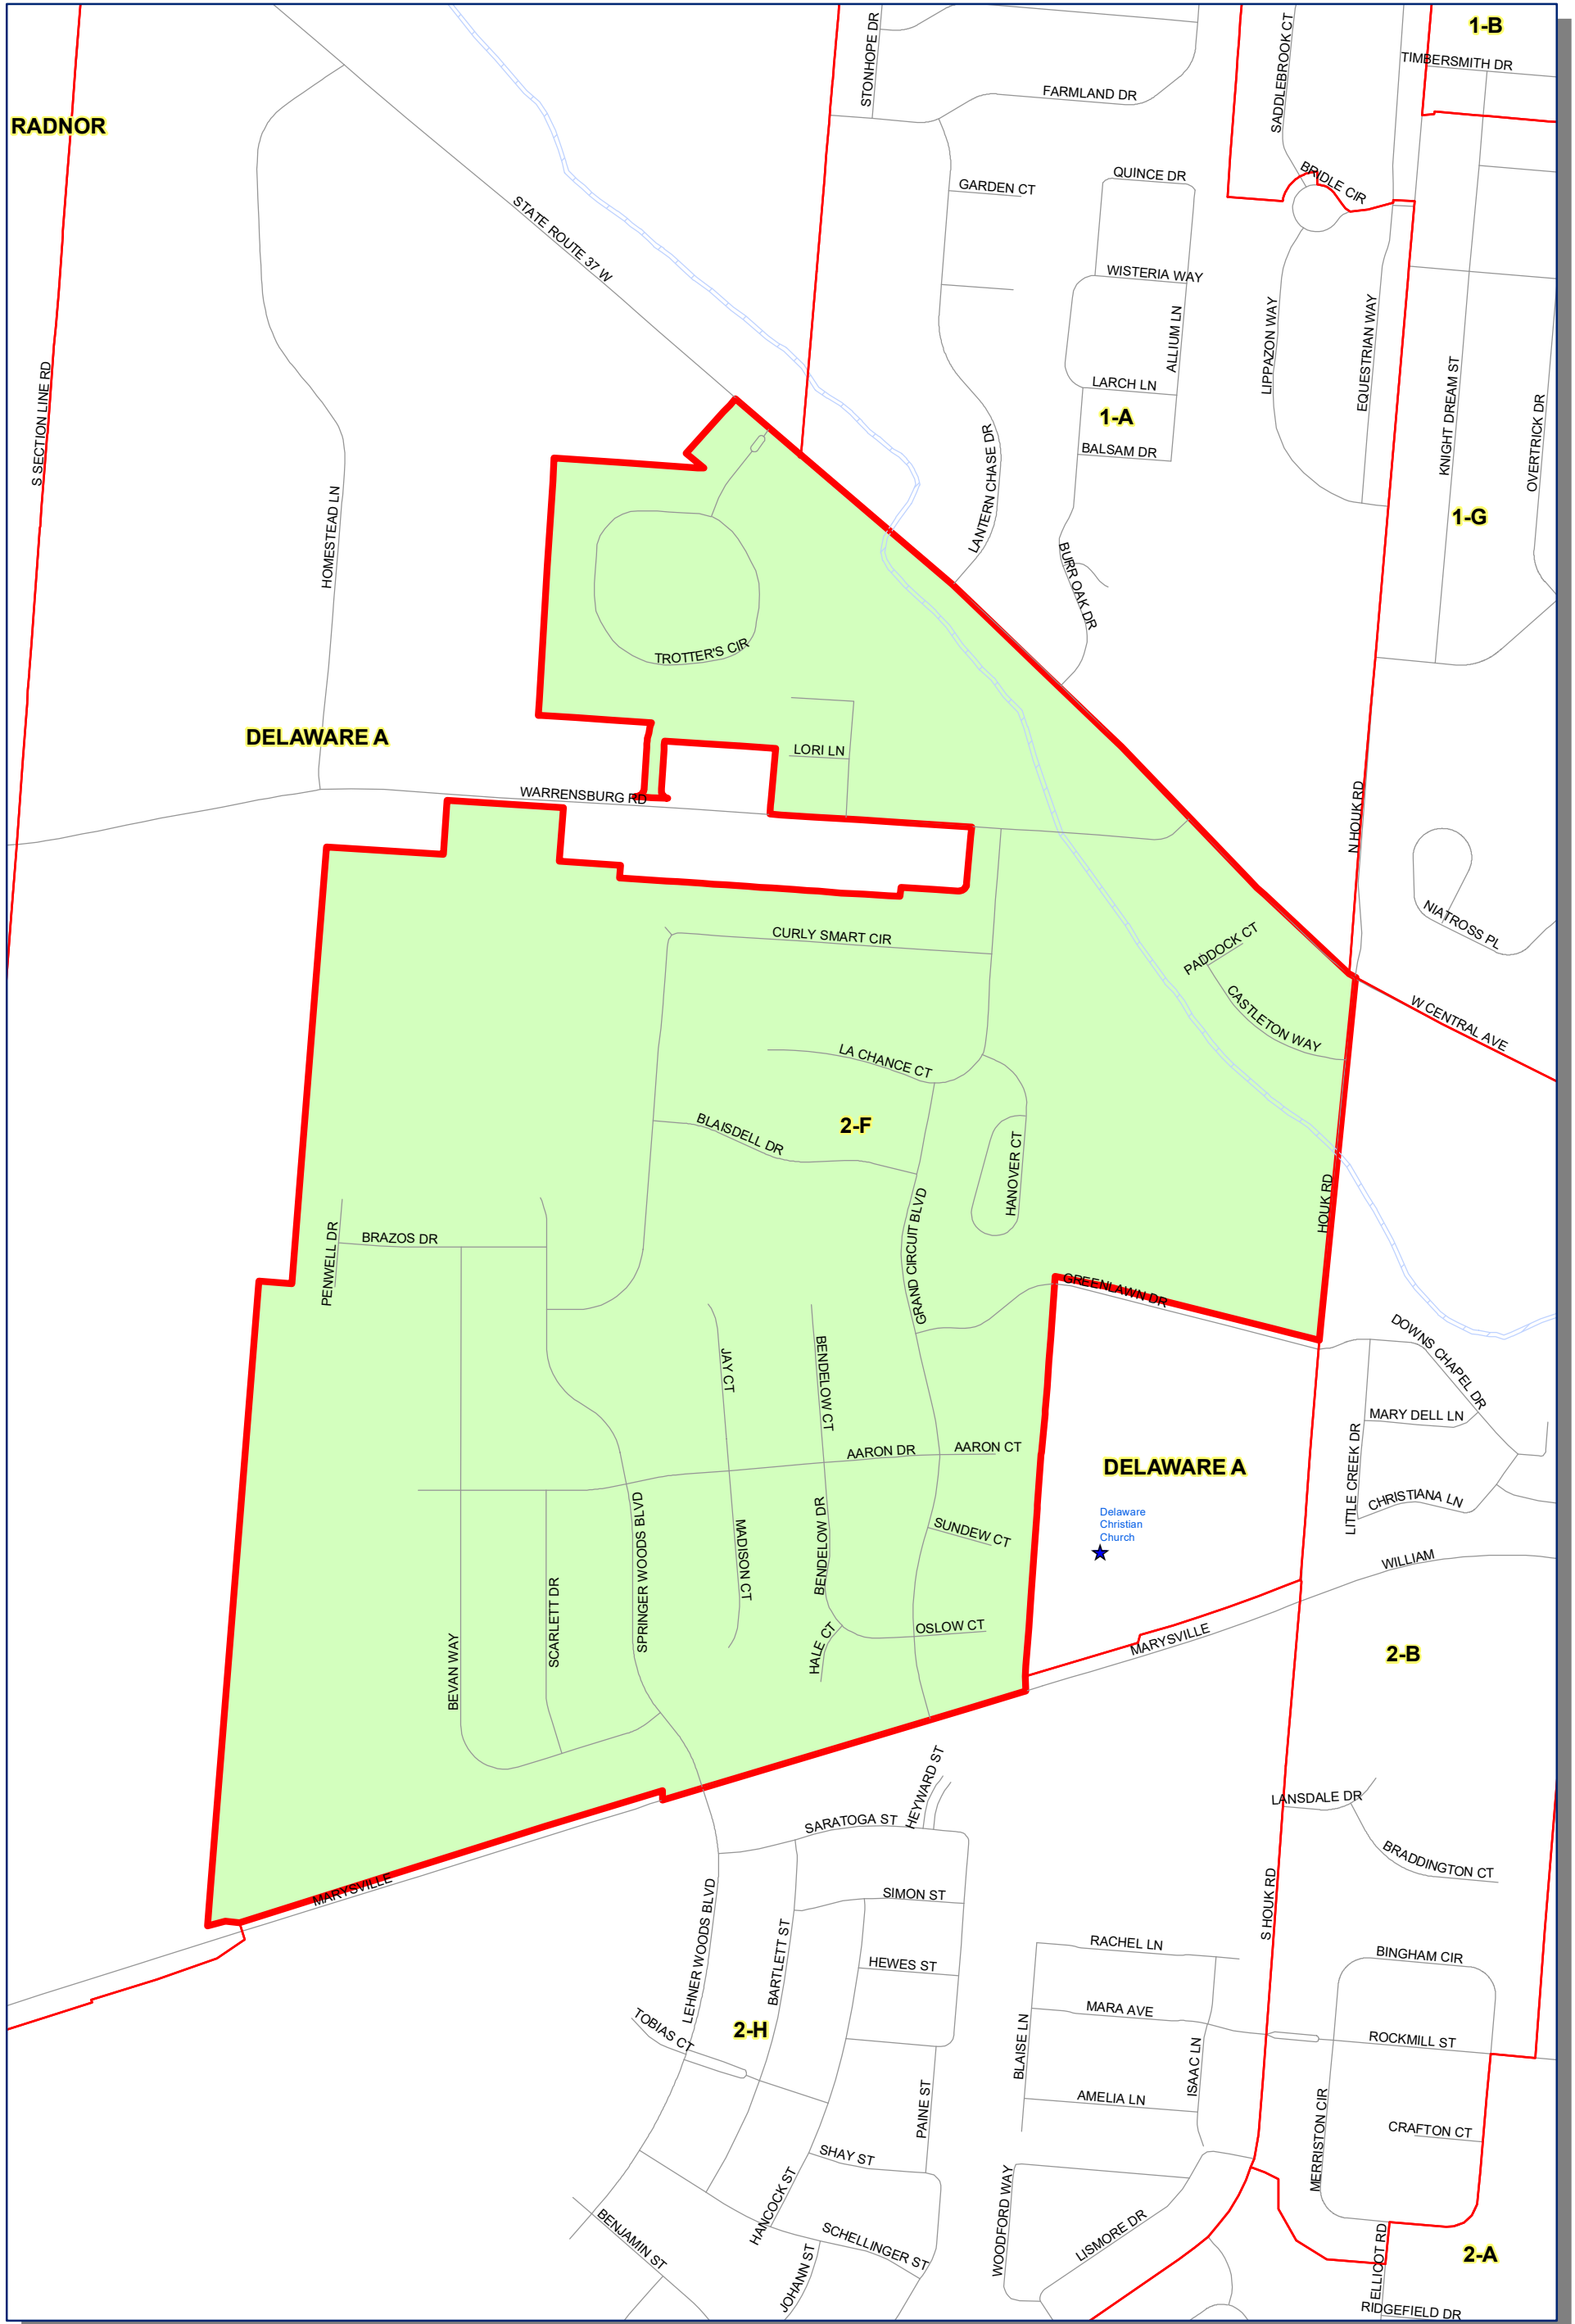 1-B
STONHOPE DR
SADDLEBROOK CT
TIMBERSMITH DR
FARMLAND DR
RADNOR
BRIDLE CIR
QUINCE DR
GARDEN CT
STATE ROUTE 37 W
WISTERIA WAY
ALLIUM LN
LIPPAZON WAY
EQUESTRIAN WAY
KNIGHT DREAM ST
OVERTRICK DR
S SECTION LINE RD
LARCH LN
1-A
BALSAM DR
LANTERN CHASE DR
1-G
HOMESTEAD LN
BURR OAK DR
TROTTER'S CIR
DELAWARE A
LORI LN
WARRENSBURG RD
N HOUK RD
NIATROSS PL
CURLY SMART CIR
PADDOCK CT
CASTLETON WAY
W CENTRAL AVE
LA CHANCE CT
BLAISDELL DR
2-F
HANOVER CT
HOUK RD
GRAND CIRCUIT BLVD
PENWELL DR
BRAZOS DR
GREENLAWN DR
JAY CT
BENDELOW CT
DOWNS CHAPEL DR
MARY DELL LN
LITTLE CREEK DR
AARON DR
AARON CT
DELAWARE A
CHRISTIANA LN
Delaware
Christian
Church
SPRINGER WOODS BLVD
MADISON CT
BENDELOW DR
SUNDEW CT
WILLIAM
SCARLETT DR
BEVAN WAY
HALE CT
OSLOW CT
MARYSVILLE
2-B
HEYWARD ST
LANSDALE DR
SARATOGA ST
BRADDINGTON CT
MARYSVILLE
SIMON ST
S HOUK RD
LEHNER WOODS BLVD
BARTLETT ST
HEWES ST
RACHEL LN
BINGHAM CIR
TOBIAS CT
2-H
BLAISE LN
MARA AVE
ISAAC LN
ROCKMILL ST
PAINE ST
AMELIA LN
MERRISTON CIR
CRAFTON CT
SHAY ST
HANCOCK ST
WOODFORD WAY
LISMORE DR
BENJAMIN ST
SCHELLINGER ST
JOHANN ST
ELLICOT RD
2-A
RIDGEFIELD DR